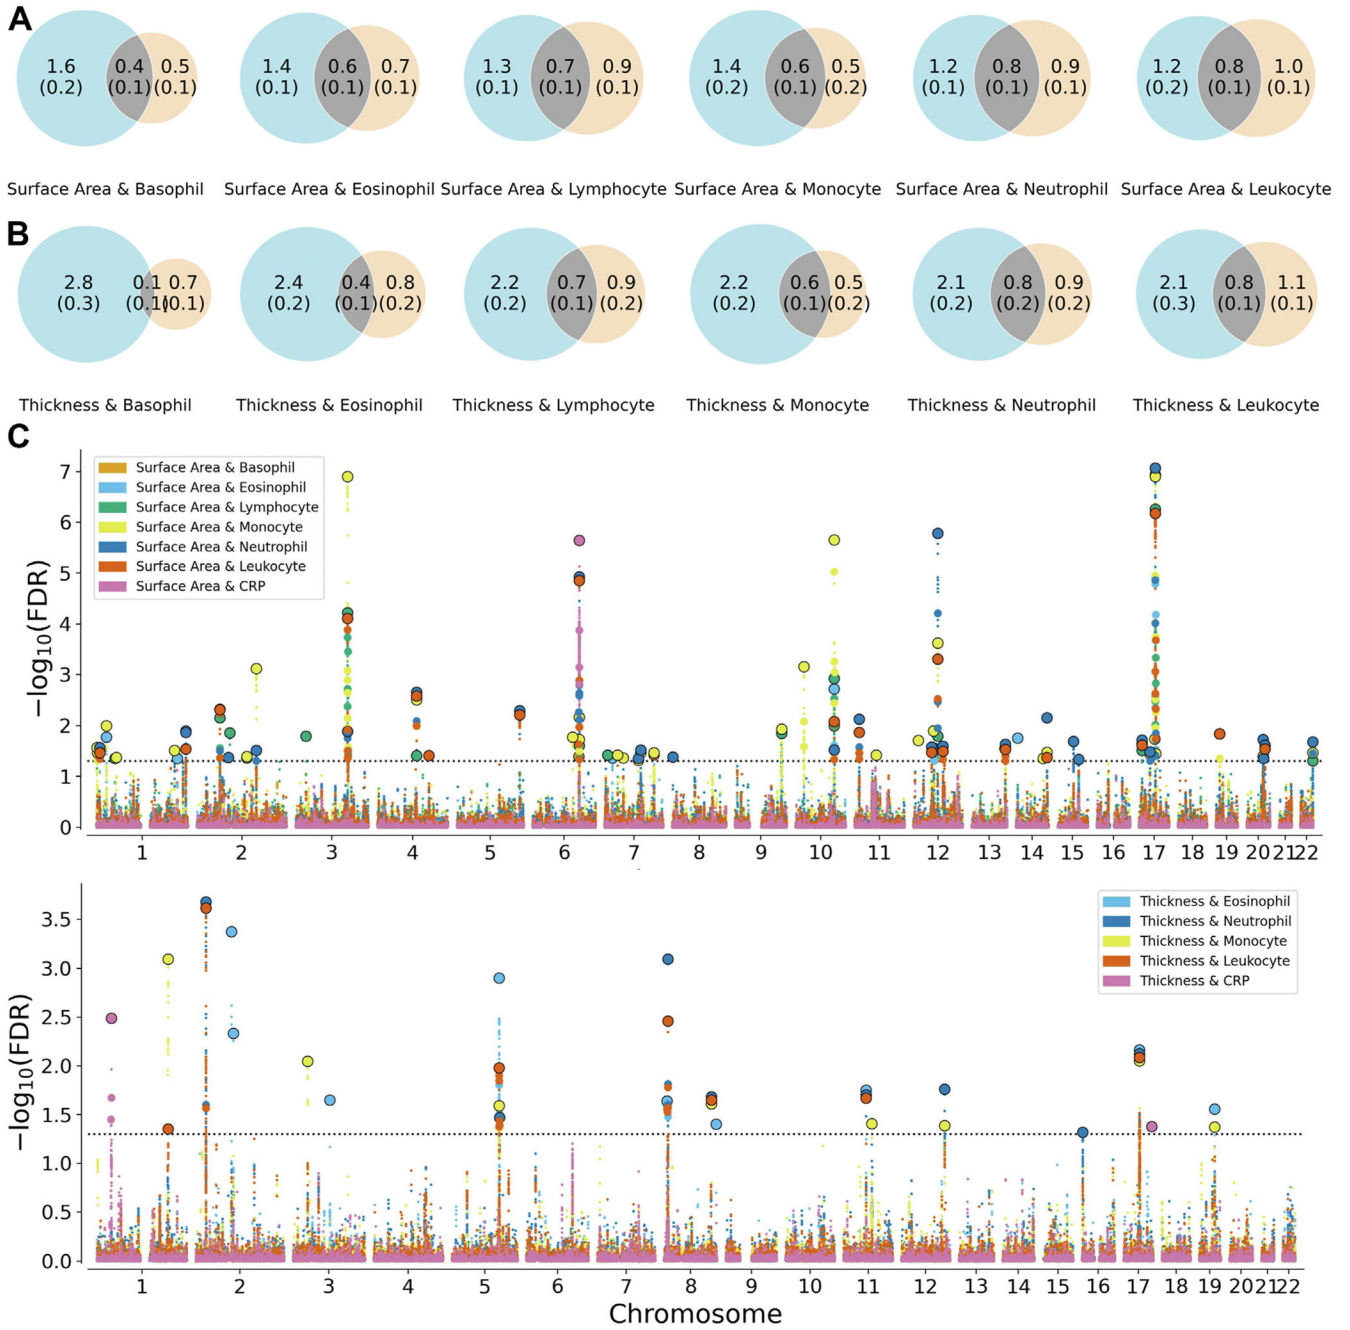 A
1.6 0.4 0.5 1.4 0.6 0.7 1.3 0.7 0.9 1.4 0.6 0.5 1.2 0.8 0.9 1.2 0.8 1.0
(0.2) (0.1) (0.1) (0.1) (0.1) (0.1) (0.1) (0.1) (0.1) (0.2) (0.1) (0.2) (0.1) (0.1) (0.1) (0.2) (0.1) (0.1)
Surface Area & Basophil Surface Area & Eosinophil Surface Area & Lymphocyte Surface Area & Monocyte Surface Area & Neutrophil Surface Area & Leukocyte
B
2.8 0.1 0.7 2.4 0.4 0.8 2.2 0.7 0.9 2.2 0.6 0.5 2.1 0.8 0.9 2.1 0.8 1.1
(0.3) (0.1) (0.1) (0.2) (0.1) (0.2) (0.2) (0.1) (0.2) (0.2) (0.1) (0.2) (0.2) (0.2) (0.2) (0.3) (0.1) (0.1)
Thickness & Basophil Thickness & Eosinophil Thickness & Lymphocyte Thickness & Monocyte Thickness & Neutrophil Thickness & Leukocyte
C
−log10(FDR)
7
6
5
4
3
2
1
0
Surface Area & Basophil
Surface Area & Eosinophil
Surface Area & Lymphocyte
Surface Area & Monocyte
Surface Area & Neutrophil
Surface Area & Leukocyte
Surface Area & CRP
1 2 3 4 5 6 7 8 9 10 11 12 13 14 15 16 17 18 19 20 21 22
−log10(FDR)
3.5
3.0
2.5
2.0
1.5
1.0
0.5
0.0
Thickness & Eosinophil
Thickness & Neutrophil
Thickness & Monocyte
Thickness & Leukocyte
Thickness & CRP
1 2 3 4 5 6 7 8 9 10 11 12 13 14 15 16 17 18 19 20 21 22
Chromosome